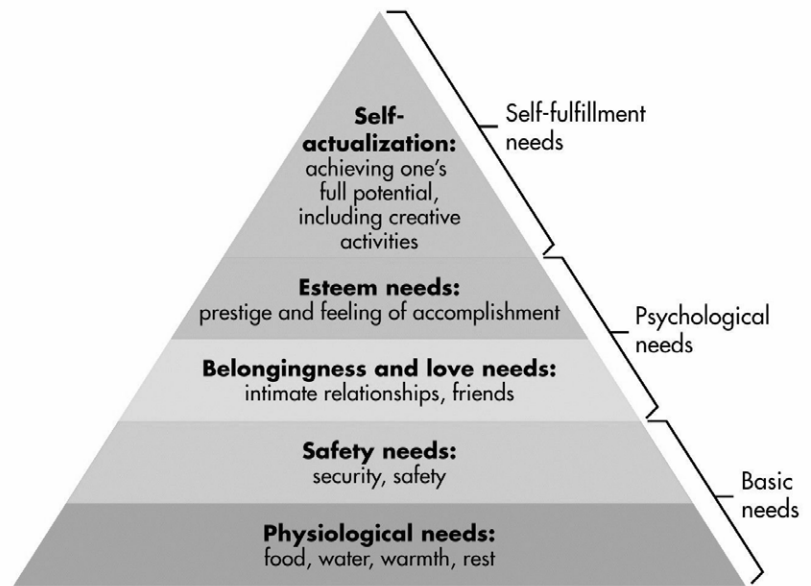 Self-
actualization:
achieving one's
full potential,
including creative
activities
Self-fulfillment
needs
Esteem needs:
prestige and feeling of accomplishment
Psychological
needs
Belongingness and love needs:
intimate relationships, friends
Safety needs:
security, safety
Basic
needs
Physiological needs:
food, water, warmth, rest